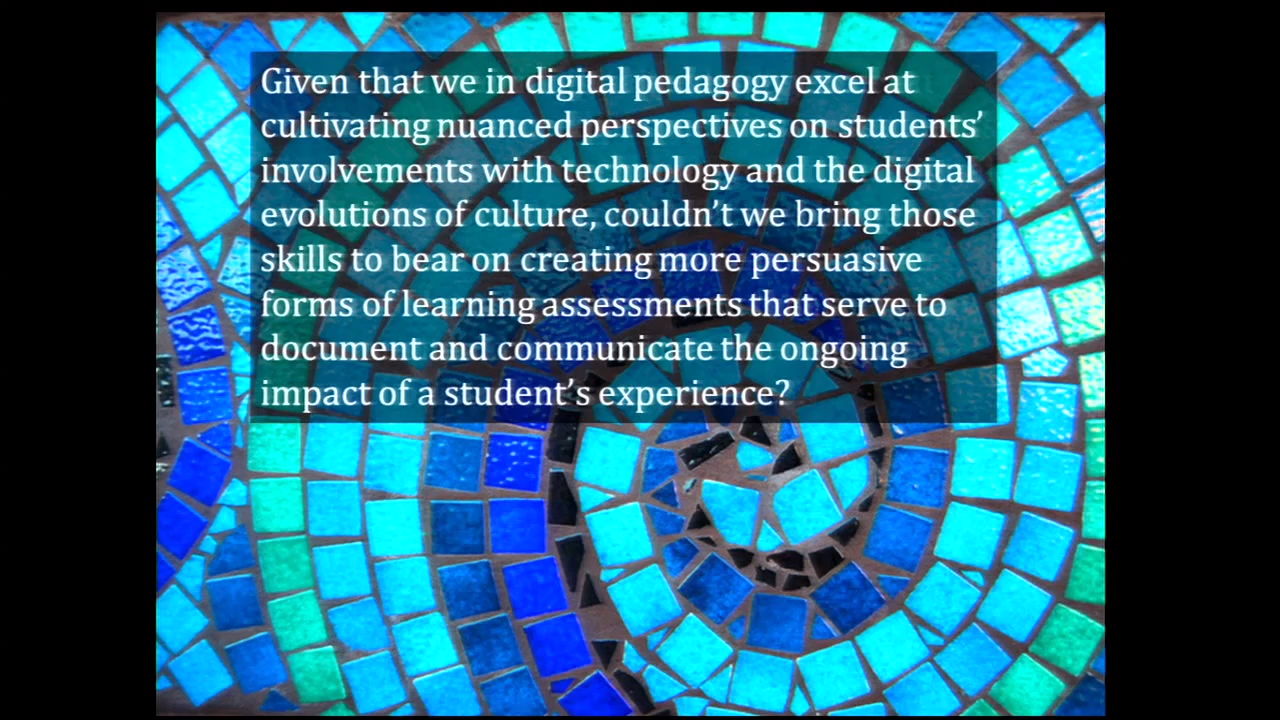 Given that we in digital pedagogy excel at
cultivating nuanced perspectives on students’
involvements with technology and the digital
evolutions of culture, couldn’t we bring those
skills to bear on creating more persuasive
forms of learning assessments that serve to
document and communicate the ongoing
impact of a student’s experience?